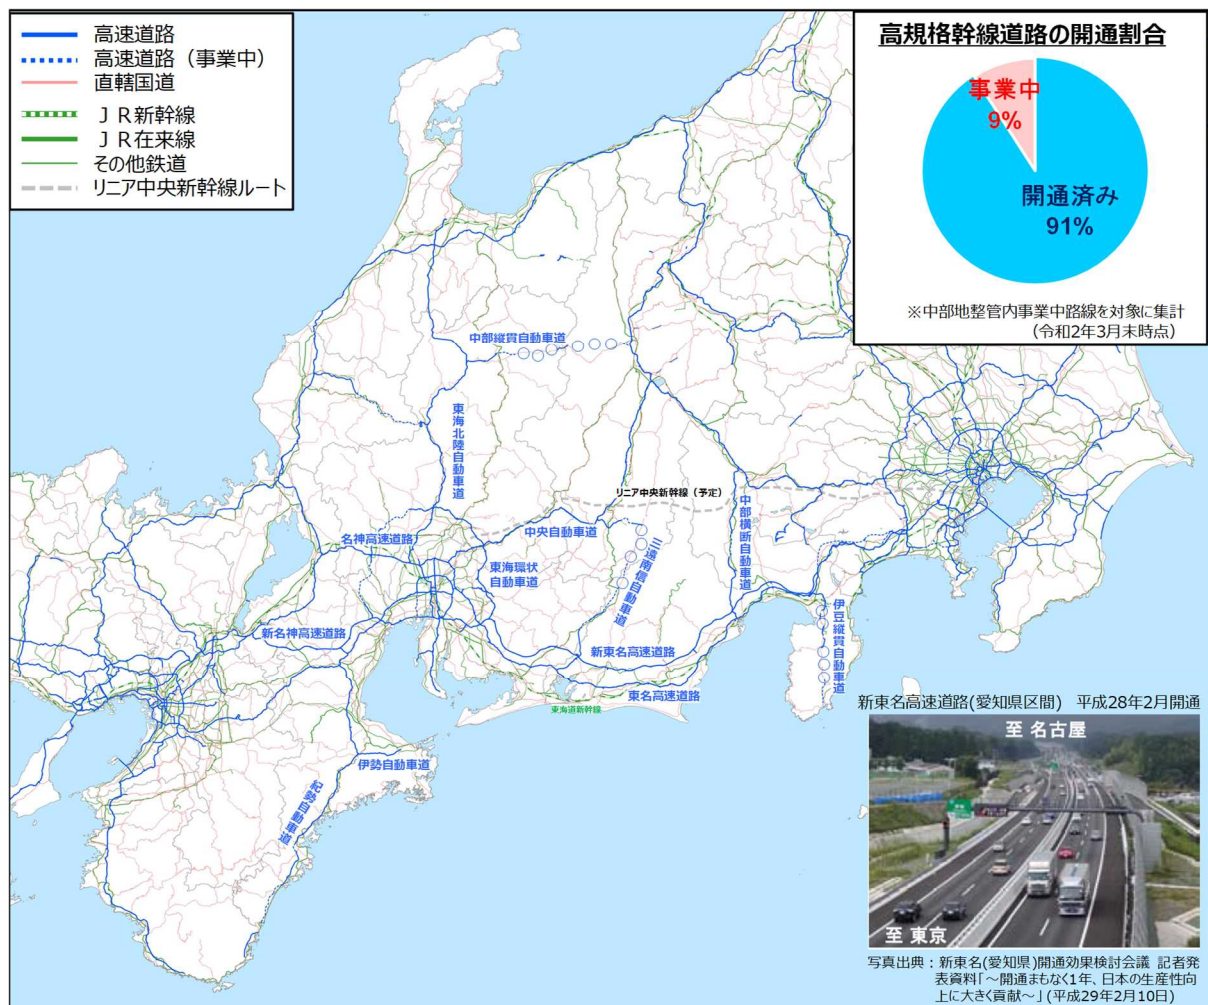 高速道路
高速道路（事業中）
直轄国道
ＪＲ新幹線
ＪＲ在来線
その他鉄道
リニア中央新幹線ルート
高規格幹線道路の開通割合
事業中
9%
開通済み
91%
※中部地整管内事業中路線を対象に集計
（令和2年3月末時点）
中部縦貫自動車道
東海北陸自動車道
リニア中央新幹線（予定）
中部横断自動車道
名神高速道路
中央自動車道
東海環状
自動車道
三遠南信自動車道
伊豆縦貫自動車道
新名神高速道路
新東名高速道路
東名高速道路
東海道新幹線
伊勢自動車道
紀勢自動車道
新東名高速道路(愛知県区間)　平成28年2月開通
至 名古屋
至 東京
写真出典：新東名(愛知県)開通効果検討会議 記者発
表資料「～開通まもなく1年、日本の生産性向
上に大きく貢献～」(平成29年2月10日)